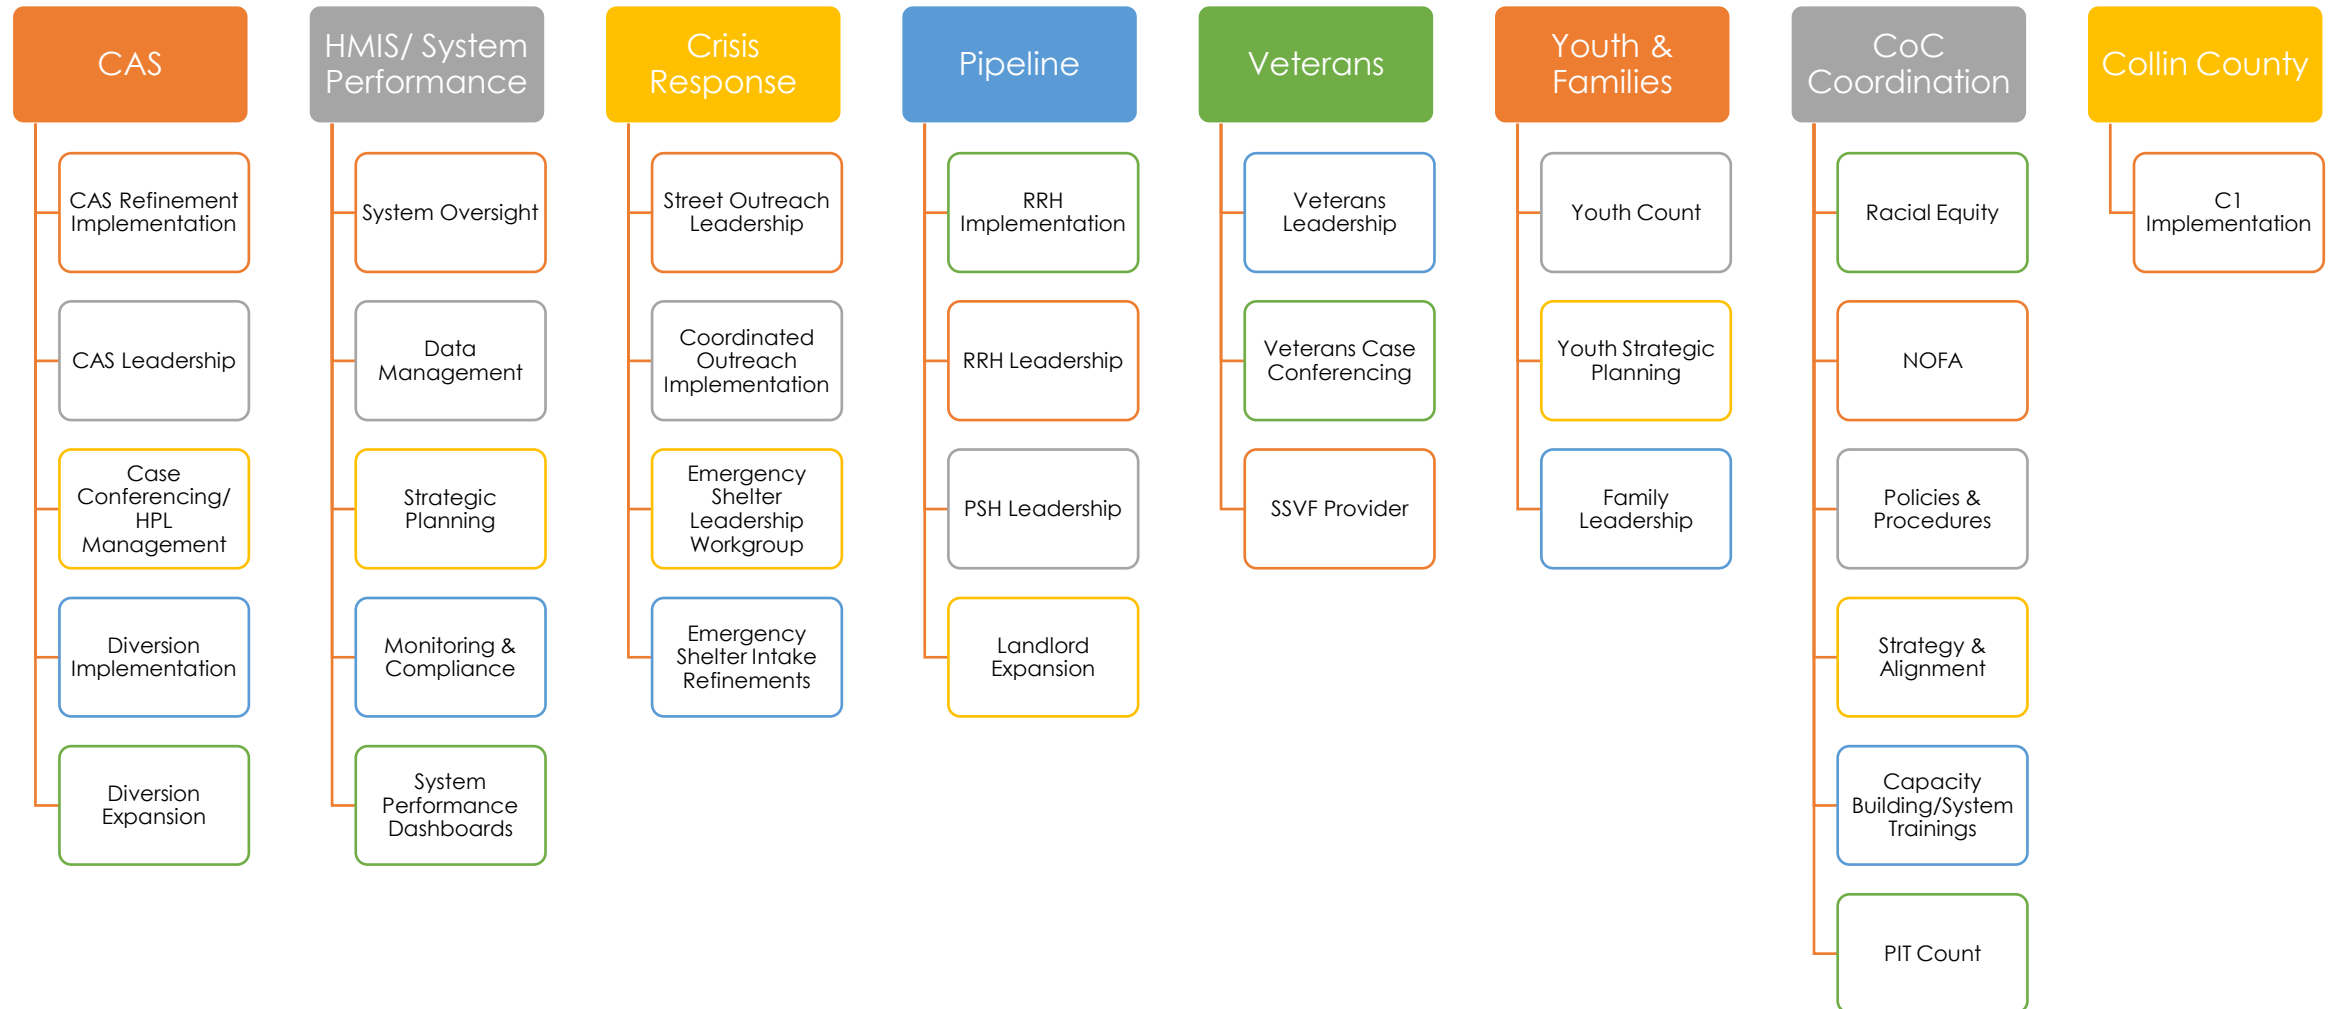 CAS
CAS Refinement
Implementation
CAS Leadership
Case
Conferencing/
HPL
Management
Diversion
Implementation
Diversion
Expansion
HMIS/ System
Performance
System Oversight
Data
Management
Strategic
Planning
Monitoring &
Compliance
System
Performance
Dashboards
Crisis
Response
Street Outreach
Leadership
Coordinated
Outreach
Implementation
Emergency
Shelter
Leadership
Workgroup
Emergency
Shelter Intake
Refinements
Pipeline
RRH
Implementation
RRH Leadership
PSH Leadership
Landlord
Expansion
Veterans
Veterans
Leadership
Veterans Case
Conferencing
SSVF Provider
Youth &
Families
Youth Count
Youth Strategic
Planning
Family
Leadership
CoC
Coordination
Racial Equity
NOFA
Policies &
Procedures
Strategy &
Alignment
Capacity
Building/System
Trainings
PIT Count
Collin County
C1
Implementation